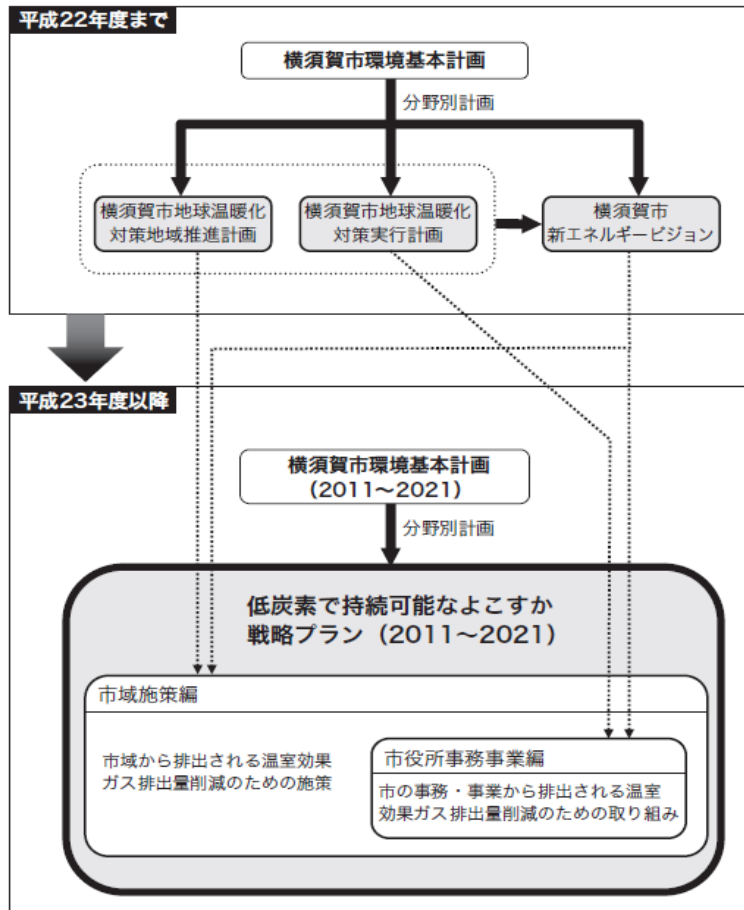 平成22年度まで
横須賀市環境基本計画
分野別計画
横須賀市地球温暖化
対策地域推進計画
横須賀市地球温暖化
対策実行計画
横須賀市
新エネルギービジョン
平成23年度以降
横須賀市環境基本計画
（2011～2021）
分野別計画
低炭素で持続可能なよこすか
戦略プラン（2011～2021）
市域施策編
市域から排出される温室効果
ガス排出量削減のための施策
市役所事務事業編
市の事務・事業から排出される温室
効果ガス排出量削減のための取り組み